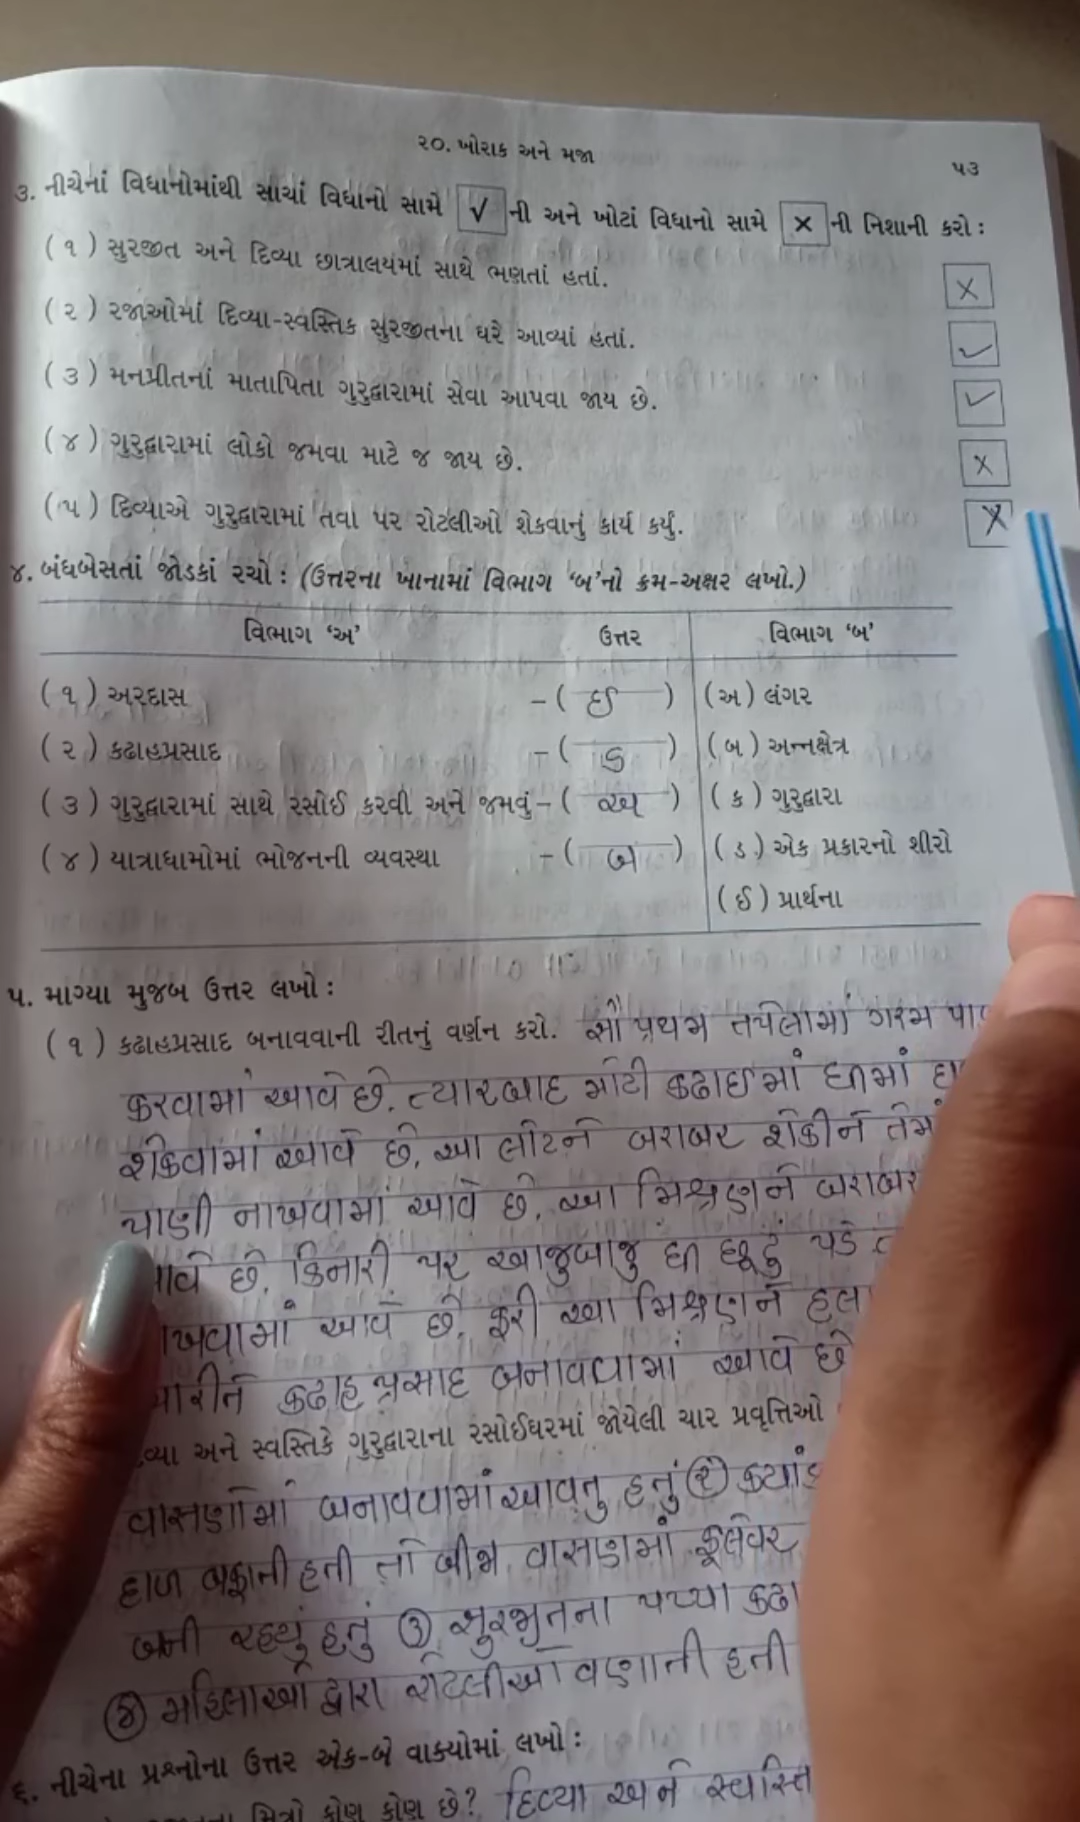 ૨૦. ખોરાક અને મજા
૫૩
૩. નીચેનાં વિધાનોમાંથી સાચાં વિધાનો સામે ✓ ની અને ખોટાં વિધાનો સામે × ની નિશાની કરો :
(૧) સુરજીત અને દિવ્યા છાત્રાલયમાં સાથે ભણતાં હતાં. ×
(૨) રજાઓમાં દિવ્યા-સ્વસ્તિક સુરજીતના ઘરે આવ્યાં હતાં. ✓
(૩) મનપ્રીતનાં માતાપિતા ગુરુદ્વારામાં સેવા આપવા જાય છે. ✓
(૪) ગુરુદ્વારામાં લોકો જમવા માટે જ જાય છે. ×
(૫) દિવ્યાએ ગુરુદ્વારામાં તવા પર રોટલીઓ શેકવાનું કાર્ય કર્યું. ×
૪. બંધબેસતાં જોડકાં રચો : (ઉત્તરના ખાનામાં વિભાગ ‘બ’નો ક્રમ-અક્ષર લખો.)
વિભાગ ‘અ’ ઉત્તર વિભાગ ‘બ’
(૧) અરદાસ -( ઈ ) (અ) લંગર
(૨) કઢાહપ્રસાદ -( ડ ) (બ) અન્નક્ષેત્ર
(૩) ગુરુદ્વારામાં સાથે રસોઈ કરવી અને જમવું -( અ ) (ક) ગુરુદ્વારા
(૪) યાત્રાધામોમાં ભોજનની વ્યવસ્થા -( બ ) (ડ) એક પ્રકારનો શીરો
(ઈ) પ્રાર્થના
૫. માગ્યા મુજબ ઉત્તર લખો :
(૧) કઢાહપ્રસાદ બનાવવાની રીતનું વર્ણન કરો. સૌ પ્રથમ તપેલામાં ગરમ
કરવામાં આવે છે. ત્યારબાદ મોટી કઢાઈમાં ઘીમાં
શેકવામાં આવે છે. આ લોટને બરાબર શેકીને તેમાં
ચાણી નાખવામાં આવે છે. આ મિશ્રણને બરાબર
છે. કિનારી પર આજુબાજુ ઘી છૂટું પડે
આવે છે. ફરી આ મિશ્રણને
કઢાહ પ્રસાદ બનાવવામાં આવે છે
અને સ્વસ્તિકે ગુરુદ્વારાના રસોઈઘરમાં જોયેલી ચાર પ્રવૃત્તિઓ
વાસણોમાં બનાવવામાં આવતુ હતું ② ક્યાંક
દાળ બફાતી હતી તો બીજા વાસણમાં ફૂલેવર
બની રહ્યું હતું ③ સુરજીતના પપ્પા
④ મહિલાઓ દ્વારા રોટલીઓ વણાતી હતી
૬. નીચેના પ્રશ્નોના ઉત્તર એક-બે વાક્યોમાં લખો :
મિત્રો કોણ કોણ છે? દિવ્યા અને